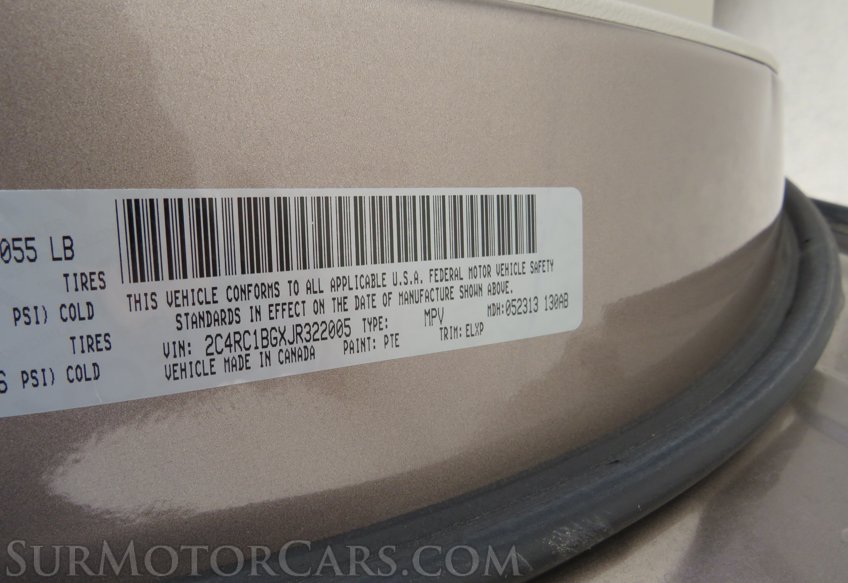 055 LB
TIRES
PSI) COLD
TIRES
PSI) COLD
THIS VEHICLE CONFORMS TO ALL APPLICABLE U.S.A. FEDERAL MOTOR VEHICLE SAFETY
STANDARDS IN EFFECT ON THE DATE OF MANUFACTURE SHOWN ABOVE.
VIN: 2C4RC1BGXJR322005 TYPE: MPV MDH:052313 130AB
VEHICLE MADE IN CANADA PAINT: PTE TRIM: ELXP
SURMOTORCARS.COM